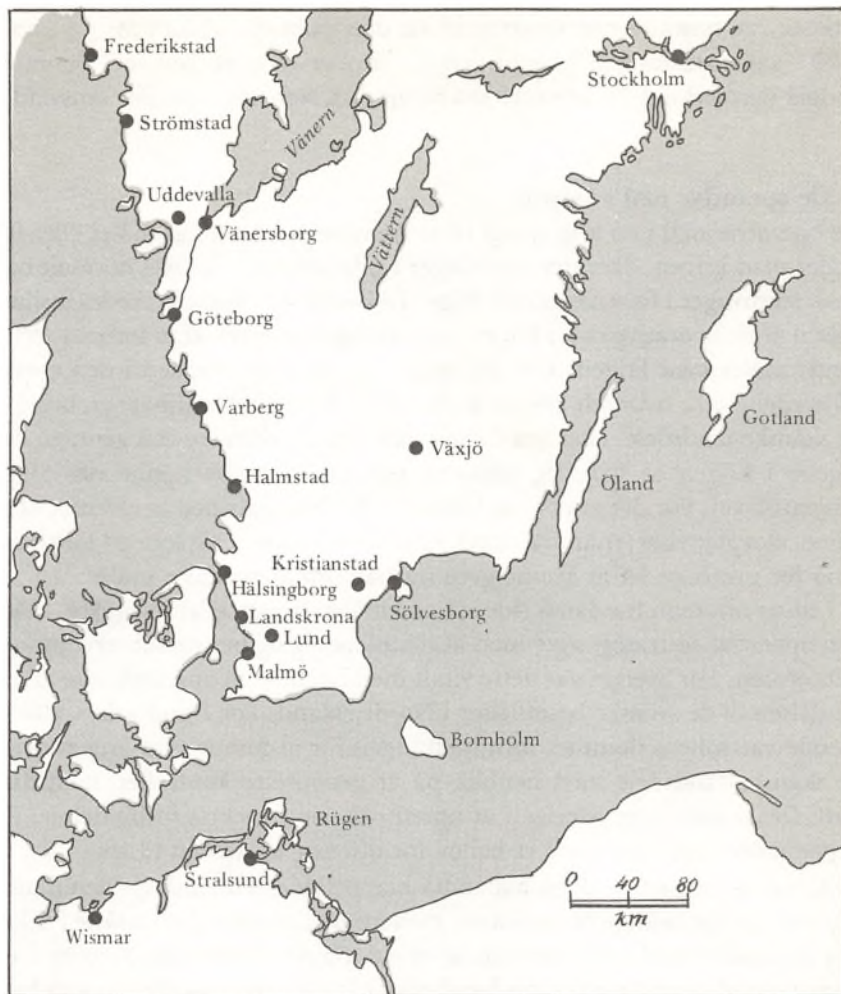 Frederikstad
Stockholm
Strömstad
Vänern
Uddevalla
Vänersborg
Vättern
Göteborg
Varberg
Växjö
Gotland
Halmstad
Öland
Kristianstad
Hälsingborg
Sölvesborg
Landskrona
Lund
Malmö
Bornholm
Rügen
Stralsund
0 40 80
km
Wismar